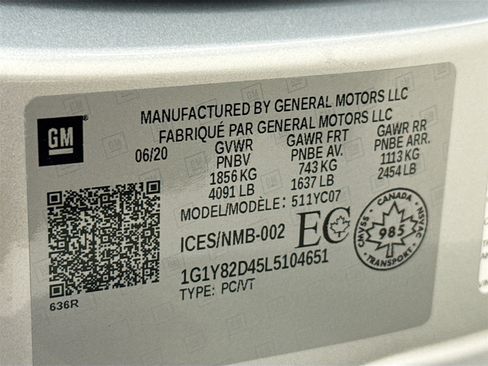 GM
MANUFACTURED BY GENERAL MOTORS LLC
FABRIQUÉ PAR GENERAL MOTORS LLC
06/20 GVWR GAWR FRT GAWR RR
PNBV PNBE AV. PNBE ARR.
1856 KG 743 KG 1113 KG
4091 LB 1637 LB 2454 LB
MODEL/MODÈLE: 511YC07
ICES/NMB-002 EC
CANADA
985
TRANSPORT
1G1Y82D45L5104651
TYPE: PC/VT
636R